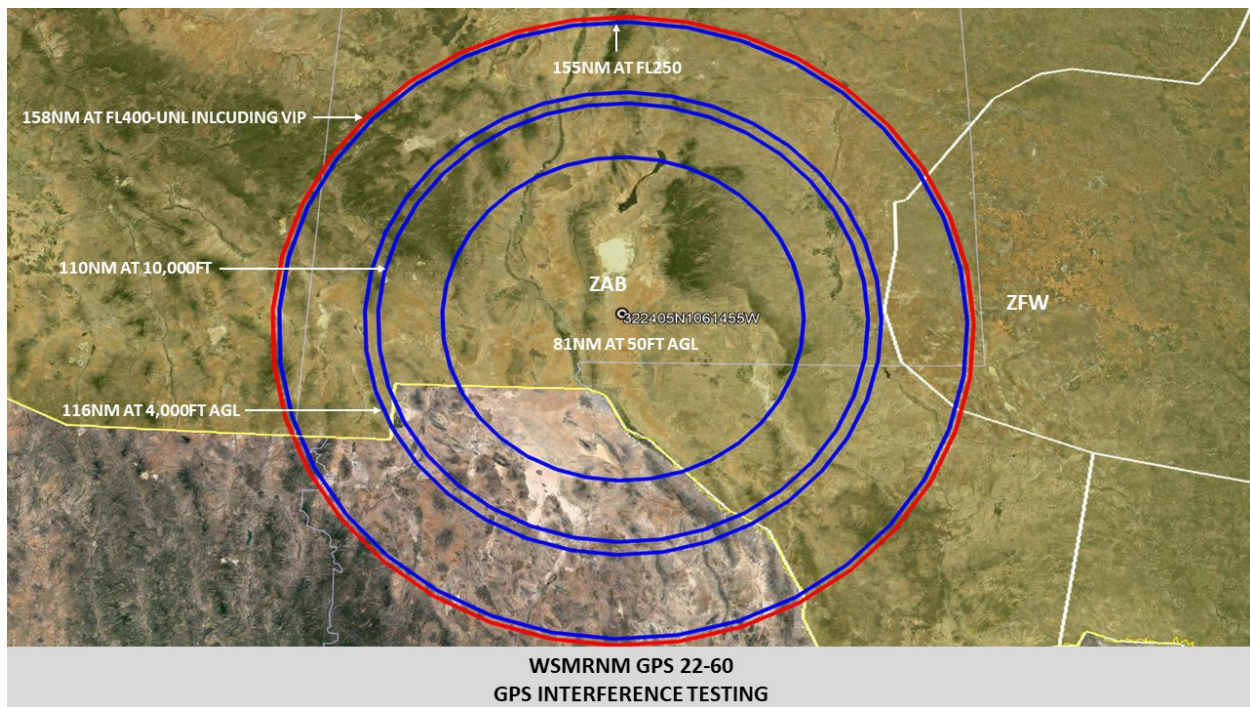 155NM AT FL250
158NM AT FL400-UNL INLCUDING VIP
110NM AT 10,000FT
ZAB
ZFW
322405N1061455W
81NM AT 50FT AGL
116NM AT 4,000FT AGL
WSMRNM GPS 22-60
GPS INTERFERENCE TESTING